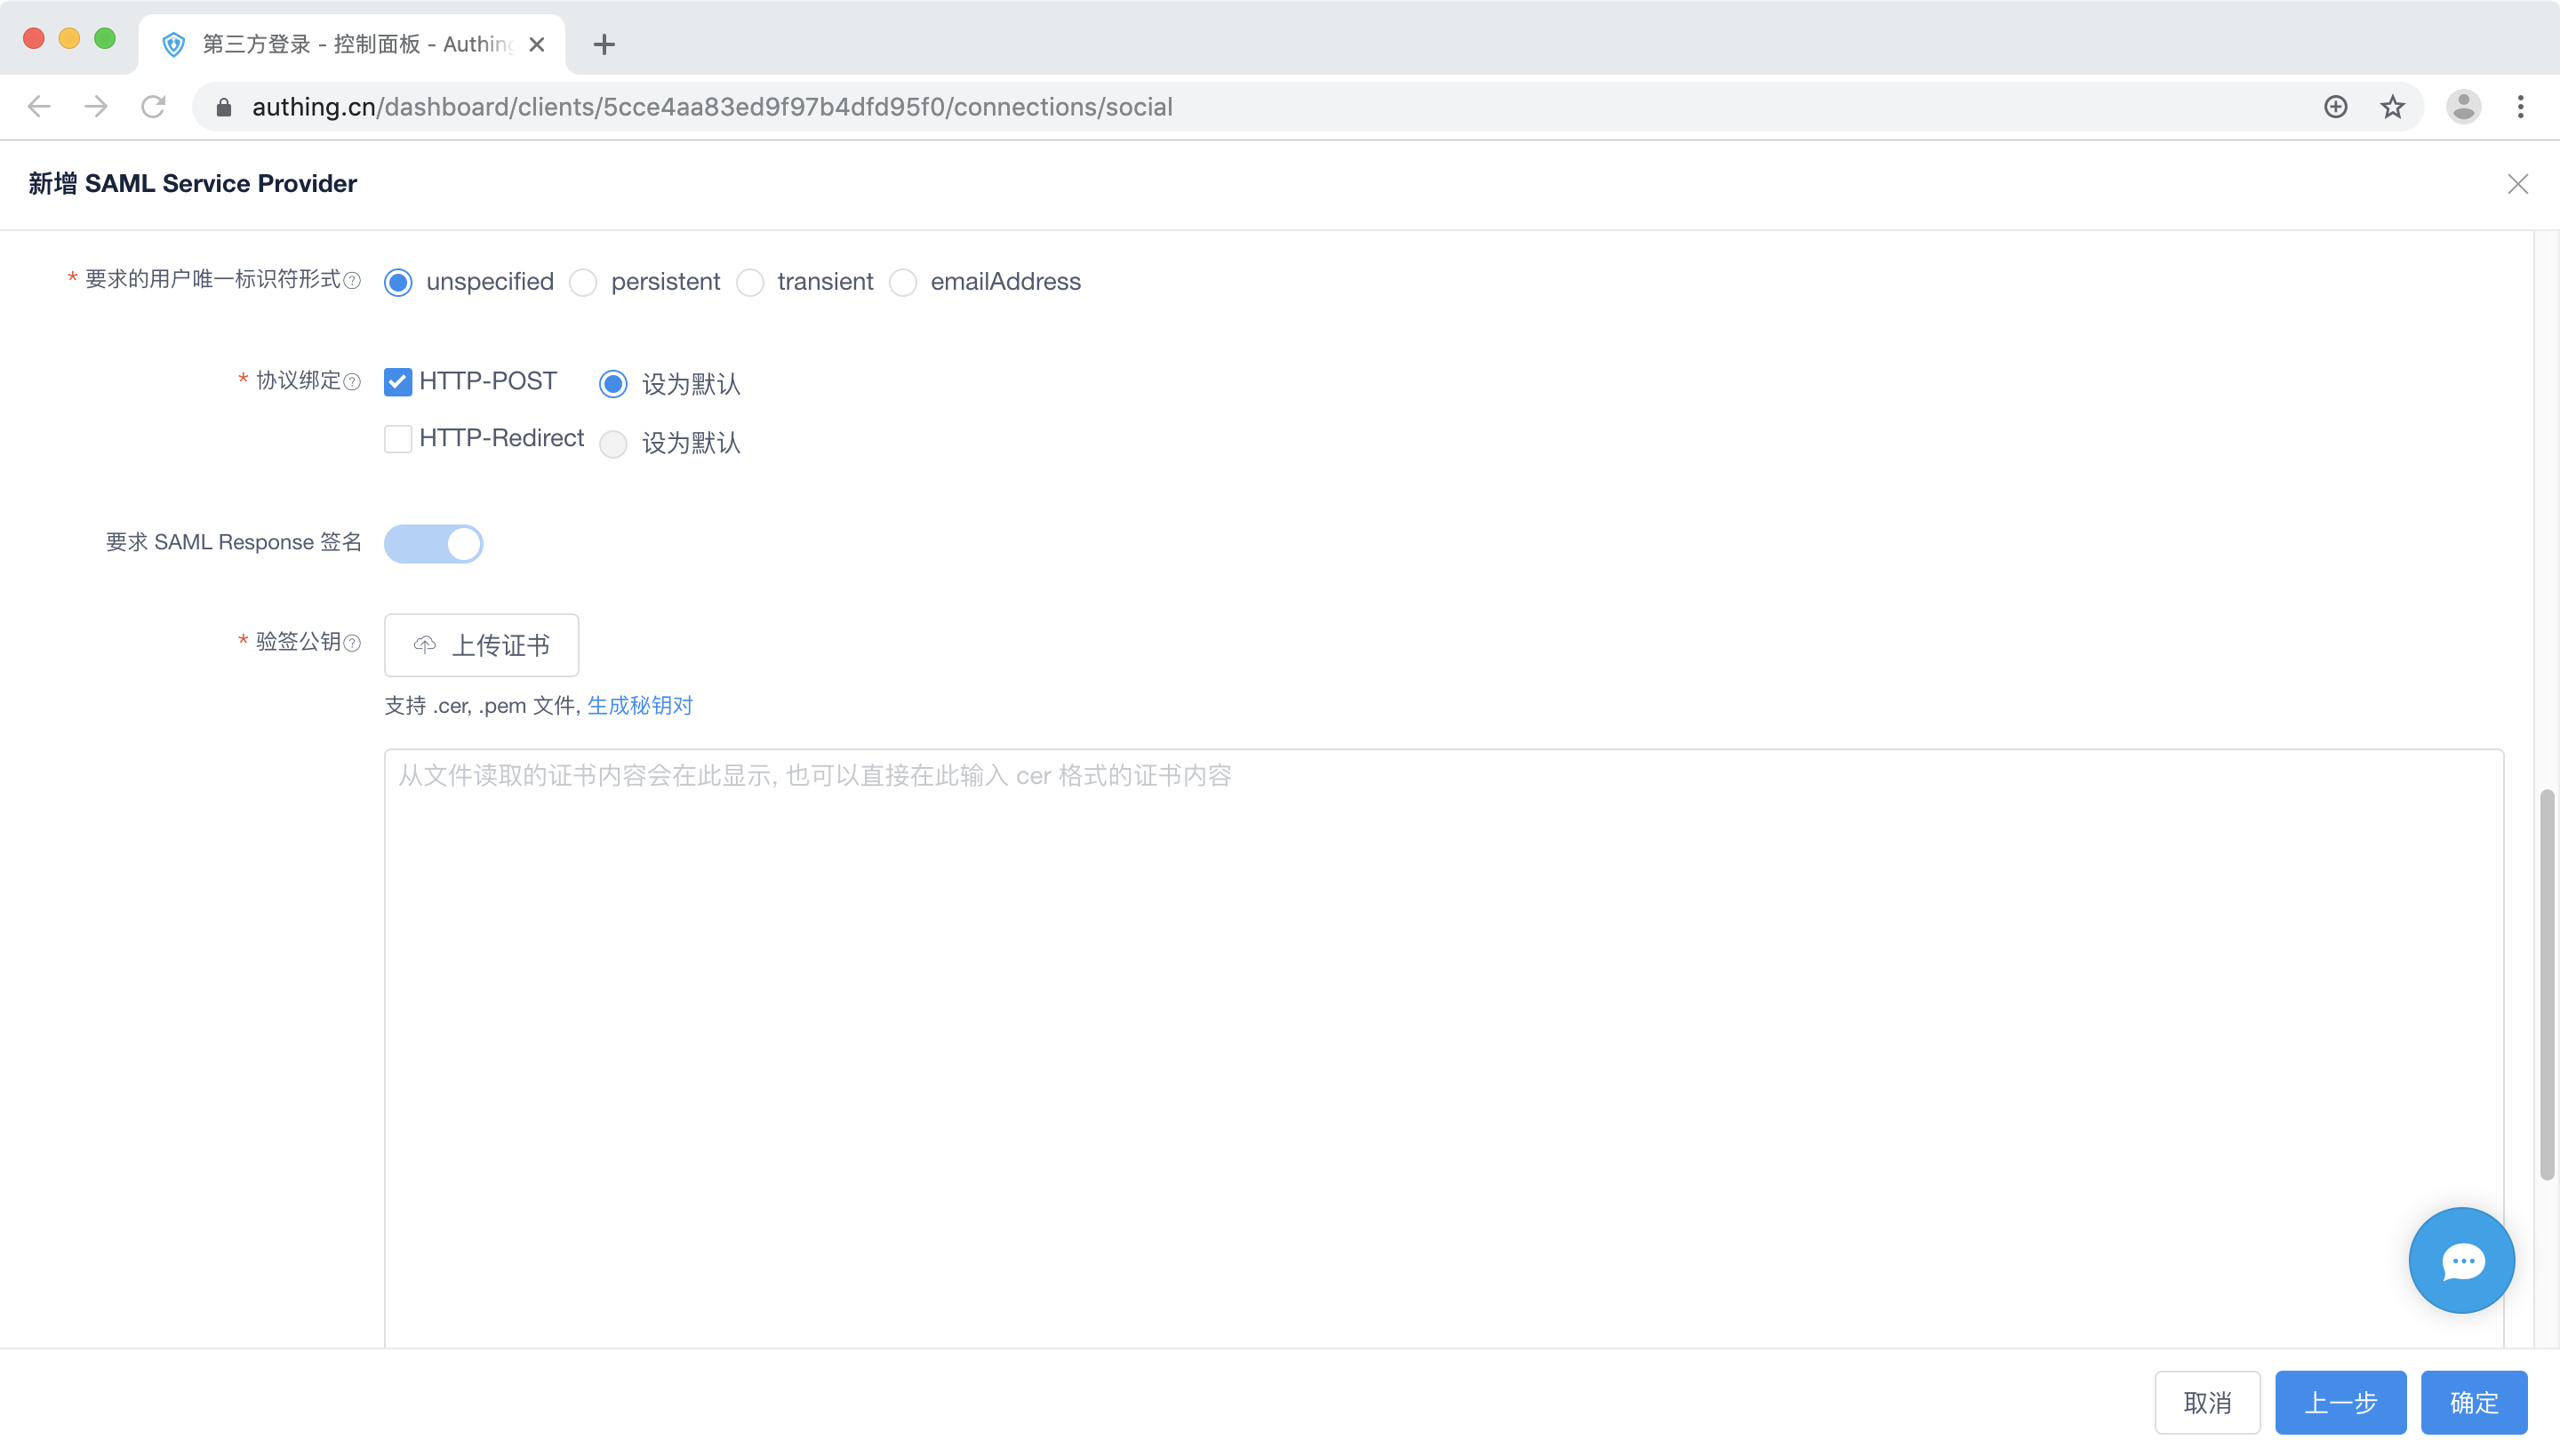 第三方登录 - 控制面板 - Authing
authing.cn/dashboard/clients/5cce4aa83ed9f97b4dfd95f0/connections/social
新增 SAML Service Provider
* 要求的用户唯一标识符形式 unspecified persistent transient emailAddress
* 协议绑定 HTTP-POST 设为默认
HTTP-Redirect 设为默认
要求 SAML Response 签名
* 验签公钥 上传证书
支持 .cer, .pem 文件, 生成秘钥对
从文件读取的证书内容会在此显示, 也可以直接在此输入 cer 格式的证书内容
取消 上一步 确定